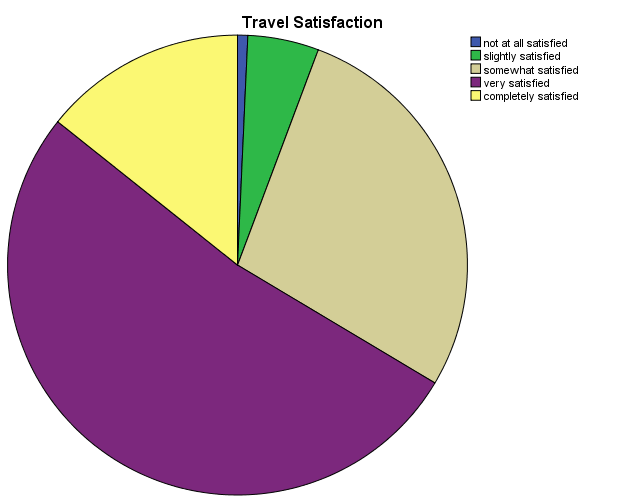 Travel Satisfaction
not at all satisfied
slightly satisfied
somewhat satisfied
very satisfied
completely satisfied